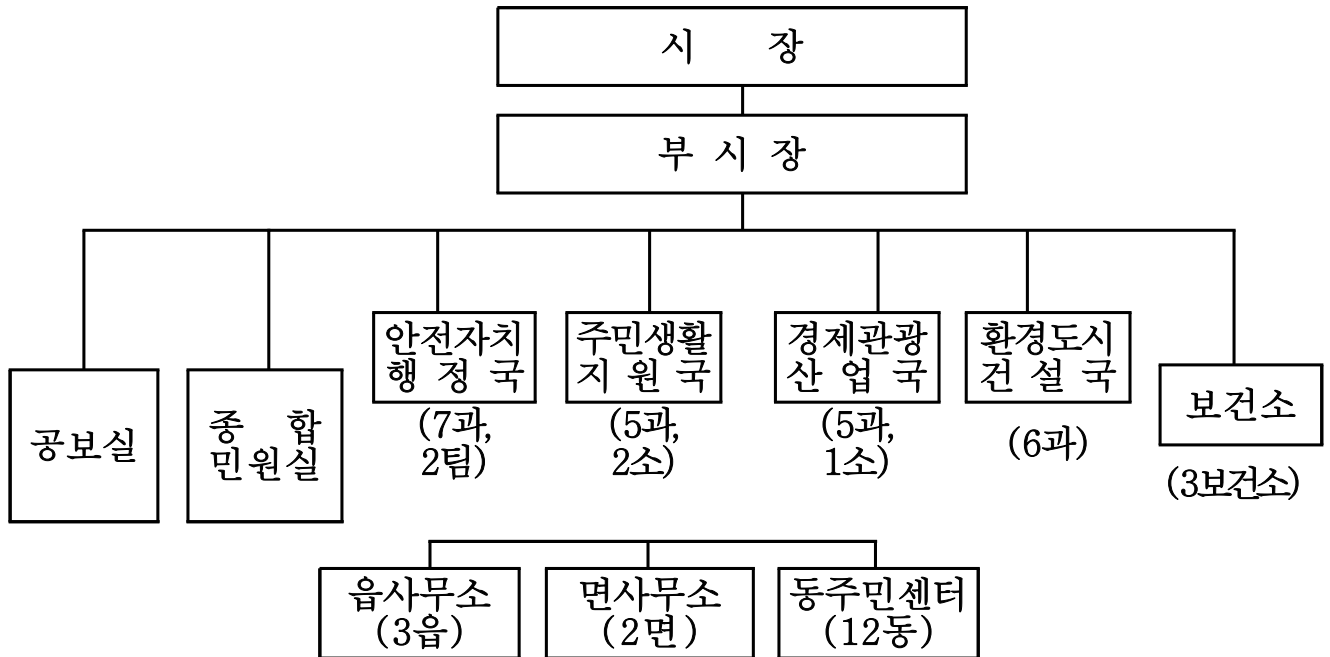 시 장
부 시 장
공보실
종 합
민원실
안전자치
행 정 국
(7과,
2팀)
주민생활
지 원 국
(5과,
2소)
경제관광
산 업 국
(5과,
1소)
환경도시
건 설 국
(6과)
보건소
(3보건소)
읍사무소
(3읍)
면사무소
(2면)
동주민센터
(12동)